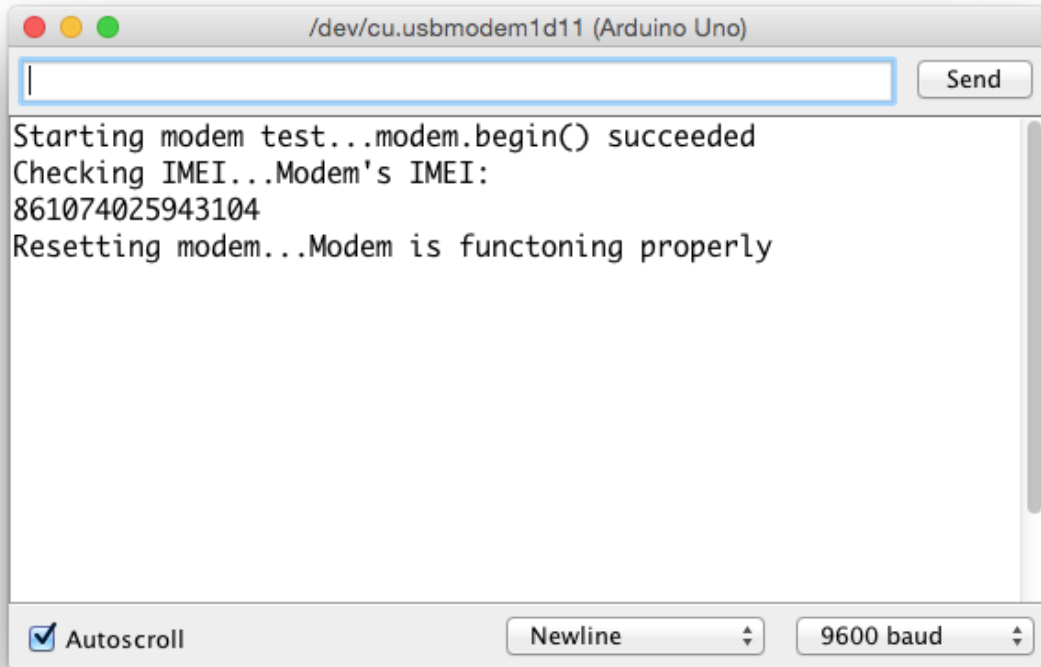 /dev/cu.usbmodem1d11 (Arduino Uno)
Send
Starting modem test...modem.begin() succeeded
Checking IMEI...Modem's IMEI:
861074025943104
Resetting modem...Modem is functoning properly
Autoscroll
Newline
9600 baud